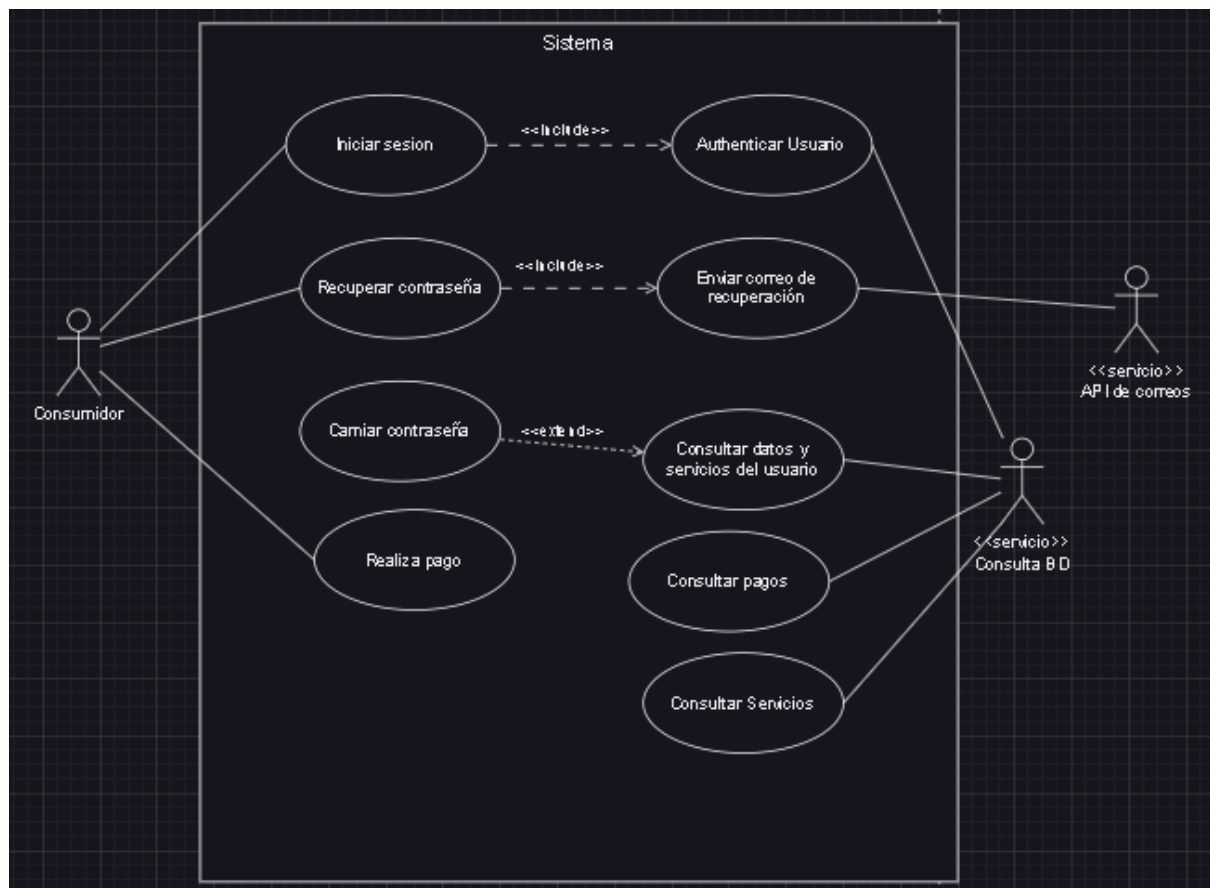 Sistema
Iniciar sesion
<<Include>>
Authenticar Usuario
Recuperar contraseña
<<Include>>
Enviar correo de
recuperación
<<servicio>>
API de correos
Consumidor
Camiar contraseña
<<extend>>
Consultar datos y
servicios del usuario
<<servicio>>
Consulta BD
Realiza pago
Consultar pagos
Consultar Servicios